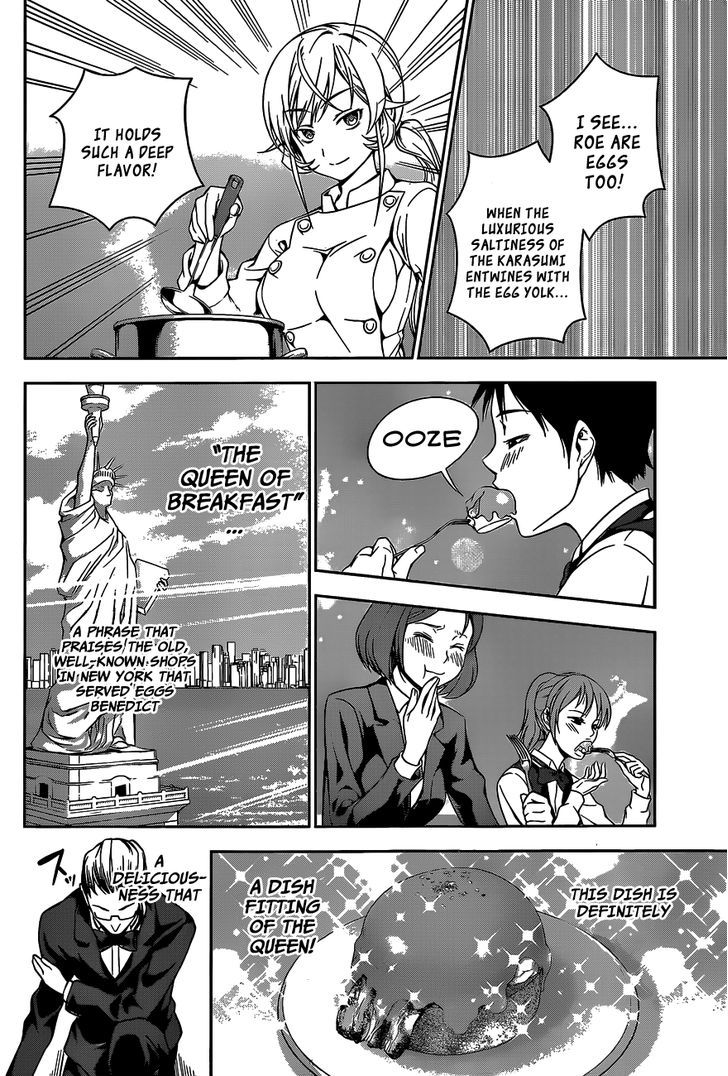 I SEE...
ROE ARE
EGGS
TOO!
WHEN THE
LUXURIOUS
SALTINESS OF
THE KARASUMI
ENTWINES WITH
THE EGG YOLK...
IT HOLDS
SUCH A DEEP
FLAVOR!
OOZE
"THE
QUEEN OF
BREAKFAST"
...
A PHRASE THAT
PRAISES THE OLD,
WELL-KNOWN SHOPS
IN NEW YORK THAT
SERVED EGGS
BENEDICT
THIS DISH IS
DEFINITELY
A DISH
FITTING
OF THE
QUEEN!
A
DELICIOUS-
NESS THAT
スッ